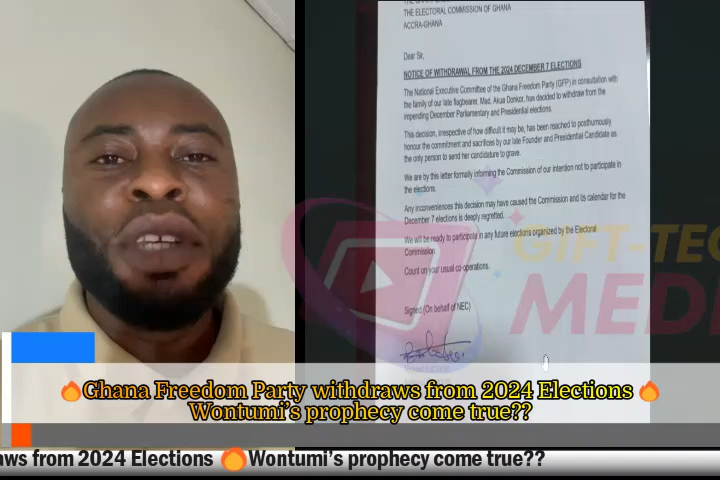 THE ELECTORAL COMMISSION OF GHANA
ACCRA-GHANA
Dear Sir,
NOTICE OF WITHDRAWAL FROM THE 2024 DECEMBER 7 ELECTIONS
The National Executive Committee of the Ghana Freedom Party (GFP) in consultation with
the family of our late flagbearer, Mad. Akua Donkor, has decided to withdraw from the
impending December Parliamentary and Presidential elections.
This decision, irrespective of how difficult it may be, has been reached to posthumously
honour the commitment and sacrifices by our late Founder and Presidential Candidate as
the only person to send her candidature to grave.
We are by this letter formally informing the Commission of our intention not to participate in
the elections.
Any inconveniences this decision may have caused the Commission and its calendar for the
December 7 elections is deeply regretted.
We will be ready to participate in any future elections organized by the Electoral
Commission.
Count on your usual co-operations.
Signed (On behalf of NEC)
GIFT-TEC
MEDI
🔥Ghana Freedom Party withdraws from 2024 Elections🔥
Wontumi's prophecy come true??
aws from 2024 Elections 🔥Wontumi's prophecy come true??